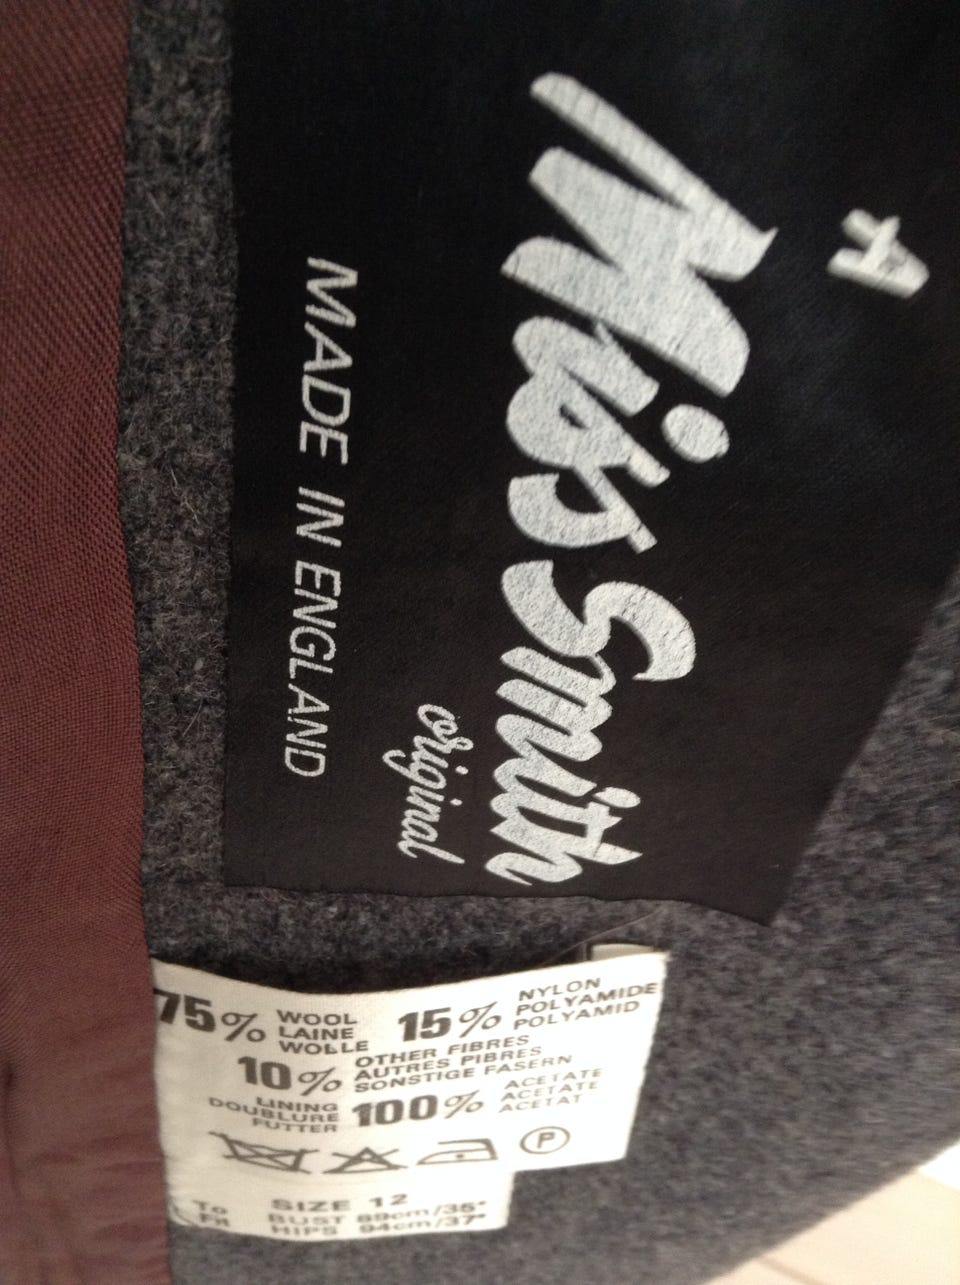 A
Miss Smith
original
MADE IN ENGLAND
75% WOOL LAINE WOLLE 15% NYLON POLYAMIDE POLYAMID
10% OTHER FIBRES AUTRES PIBRES SONSTIGE FASERN
LINING DOUBLURE FUTTER 100% ACETATE ACETATE ACETAT
P
To Fit
SIZE 12
BUST 89cm/35"
HIPS 94cm/37"